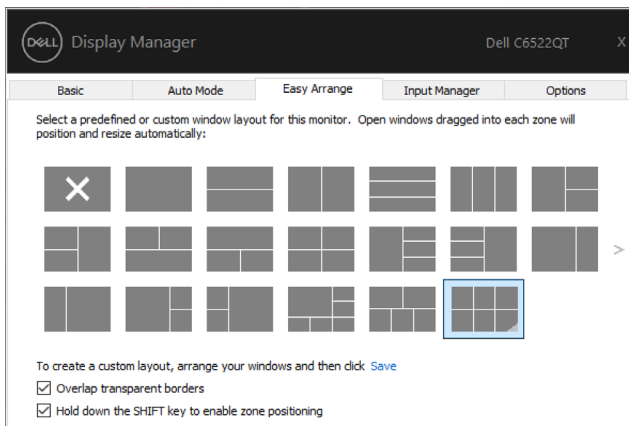 DELL Display Manager Dell C6522QT X
Basic Auto Mode Easy Arrange Input Manager Options
Select a predefined or custom window layout for this monitor. Open windows dragged into each zone will
position and resize automatically:
>
To create a custom layout, arrange your windows and then click Save
Overlap transparent borders
Hold down the SHIFT key to enable zone positioning